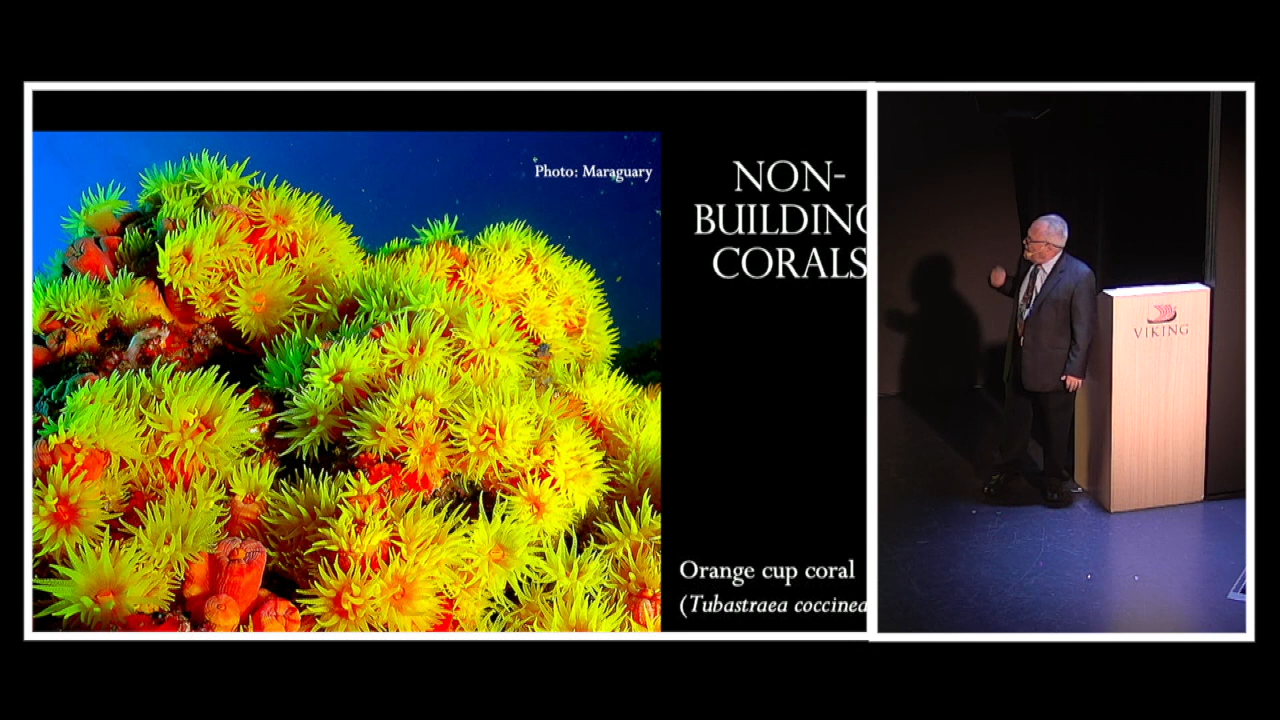 Photo: Maraguary
NON-
BUILDING
CORALS
Orange cup coral
(Tubastraea coccinea
VIKING